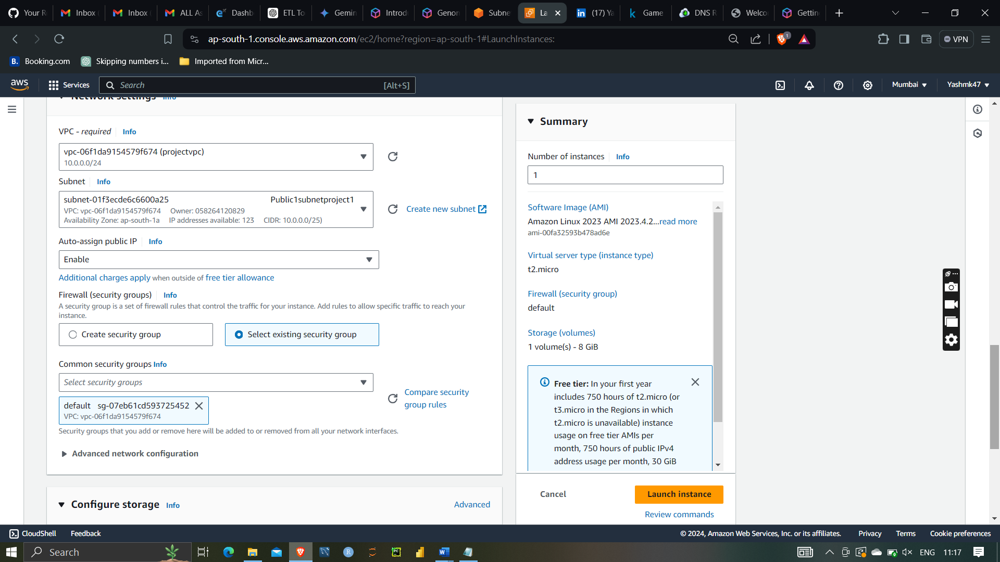 Your R
Inbox
Inbox
ALL As
Dashb
ETL To
Gemin
Introd
Genon
Subne
La
(17) Ya
Game
DNS R
Welco
Gettin
ap-south-1.console.aws.amazon.com/ec2/home?region=ap-south-1#LaunchInstances:
1
VPN
B. Booking.com
Skipping numbers i...
Imported from Micr...
aws
Services
Search
[Alt+S]
Mumbai
Yashmk47
Network settings Info
VPC - required Info
vpc-06f1da9154579f674 (projectvpc)
10.0.0.0/24
Subnet Info
subnet-01f3ecde6c6600a25 Public1subnetproject1
VPC: vpc-06f1da9154579f674 Owner: 058264120829
Availability Zone: ap-south-1a IP addresses available: 123 CIDR: 10.0.0.0/25)
Create new subnet
Auto-assign public IP Info
Enable
Additional charges apply when outside of free tier allowance
Firewall (security groups) Info
A security group is a set of firewall rules that control the traffic for your instance. Add rules to allow specific traffic to reach your
instance.
Create security group
Select existing security group
Common security groups Info
Select security groups
Compare security
group rules
default sg-07eb61cd593725452
VPC: vpc-06f1da9154579f674
Security groups that you add or remove here will be added to or removed from all your network interfaces.
Advanced network configuration
Configure storage Info
Advanced
Summary
Number of instances Info
1
Software Image (AMI)
Amazon Linux 2023 AMI 2023.4.2...read more
ami-00fa32593b478ad6e
Virtual server type (instance type)
t2.micro
Firewall (security group)
default
Storage (volumes)
1 volume(s) - 8 GiB
Free tier: In your first year
includes 750 hours of t2.micro (or
t3.micro in the Regions in which
t2.micro is unavailable) instance
usage on free tier AMIs per
month, 750 hours of public IPv4
address usage per month, 30 GiB
Cancel
Launch instance
Review commands
CloudShell
Feedback
© 2024, Amazon Web Services, Inc. or its affiliates.
Privacy
Terms
Cookie preferences
Search
ENG
11:17